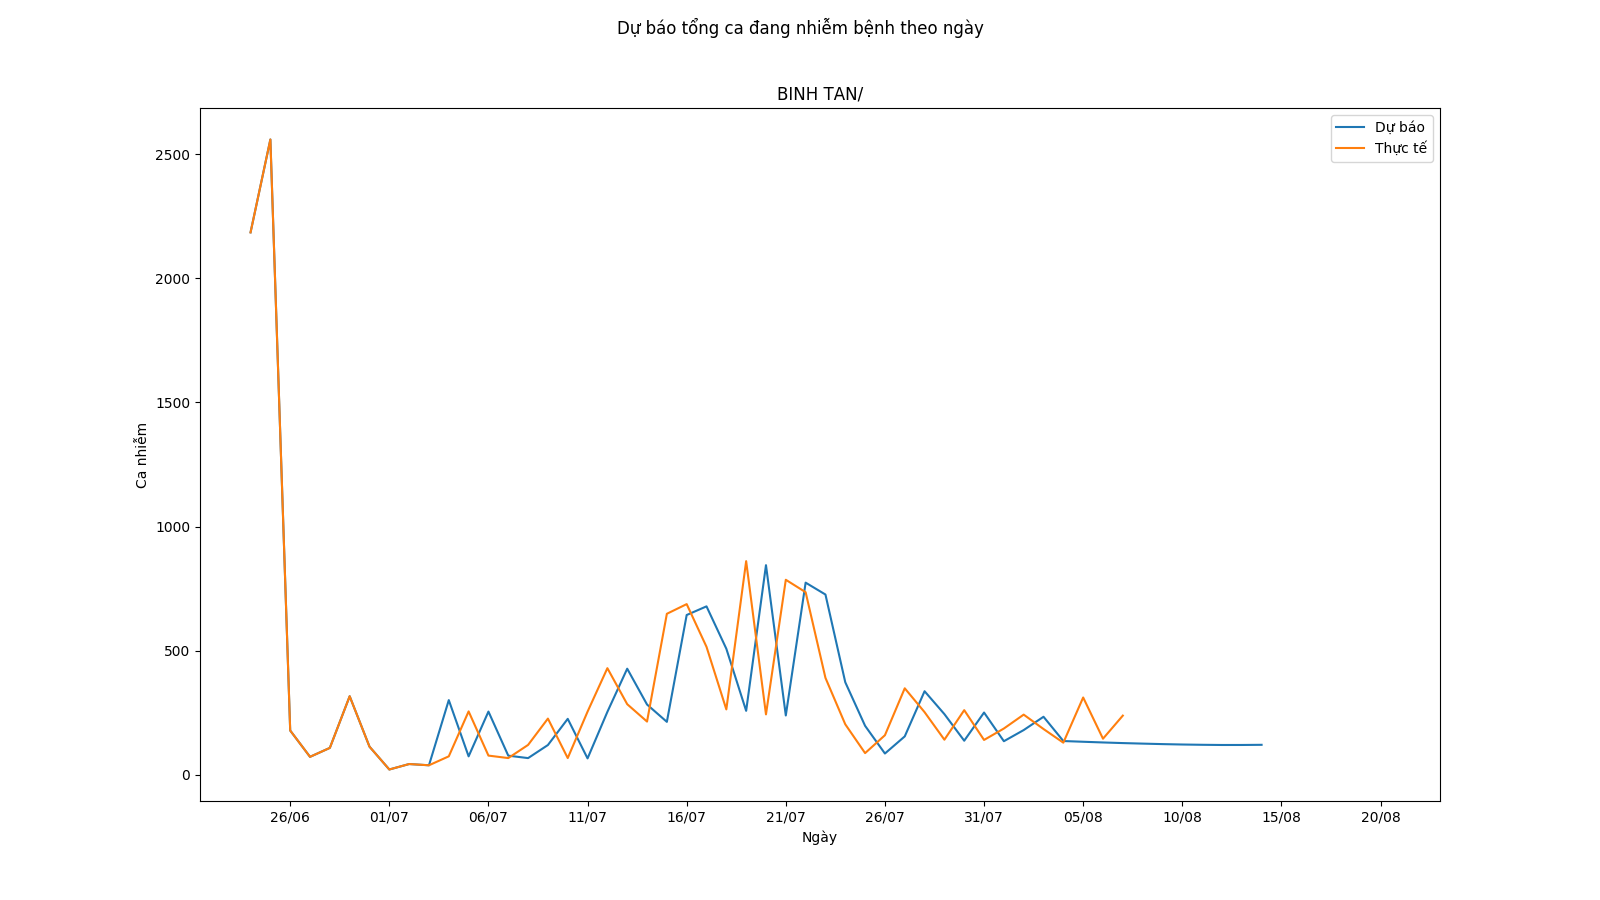 Dự báo tổng ca đang nhiễm bệnh theo ngày
BINH TAN/
Dự báo
Thực tế
Ca nhiễm
2500
2000
1500
1000
500
0
26/06 01/07 06/07 11/07 16/07 21/07 26/07 31/07 05/08 10/08 15/08 20/08
Ngày